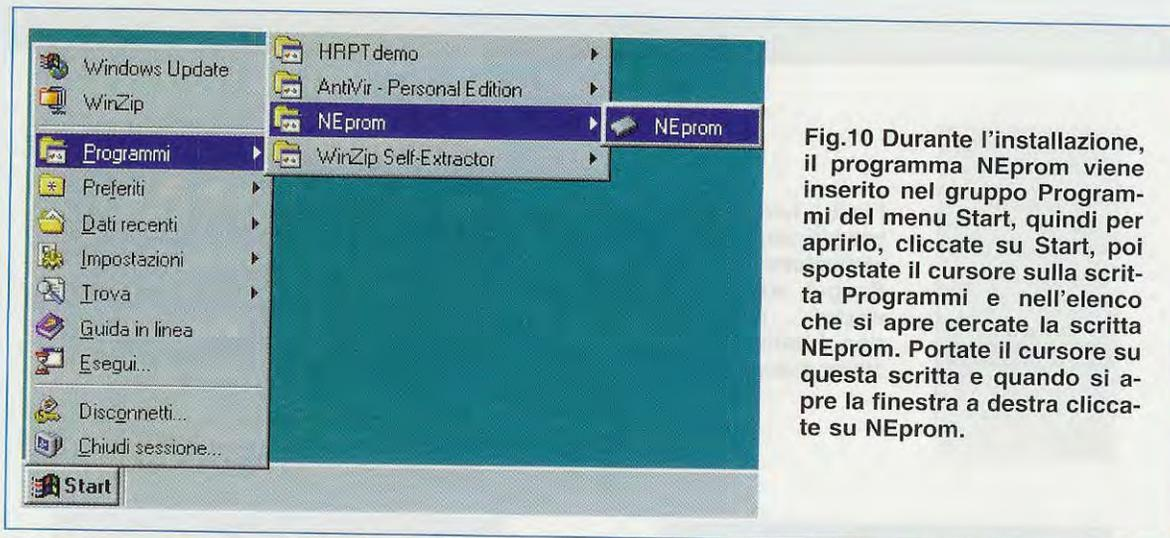 Windows Update
WinZip
Programmi
Preferiti
Dati recenti
Impostazioni
Trova
Guida in linea
Esegui...
Disconnetti...
Chiudi sessione...
Start
HRPTdemo
AntiVir - Personal Edition
NEprom
WinZip Self-Extractor
NEprom
Fig.10 Durante l'installazione,
il programma NEprom viene
inserito nel gruppo Program-
mi del menu Start, quindi per
aprirlo, cliccate su Start, poi
spostate il cursore sulla scrit-
ta Programmi e nell'elenco
che si apre cercate la scritta
NEprom. Portate il cursore su
questa scritta e quando si a-
pre la finestra a destra clicca-
te su NEprom.